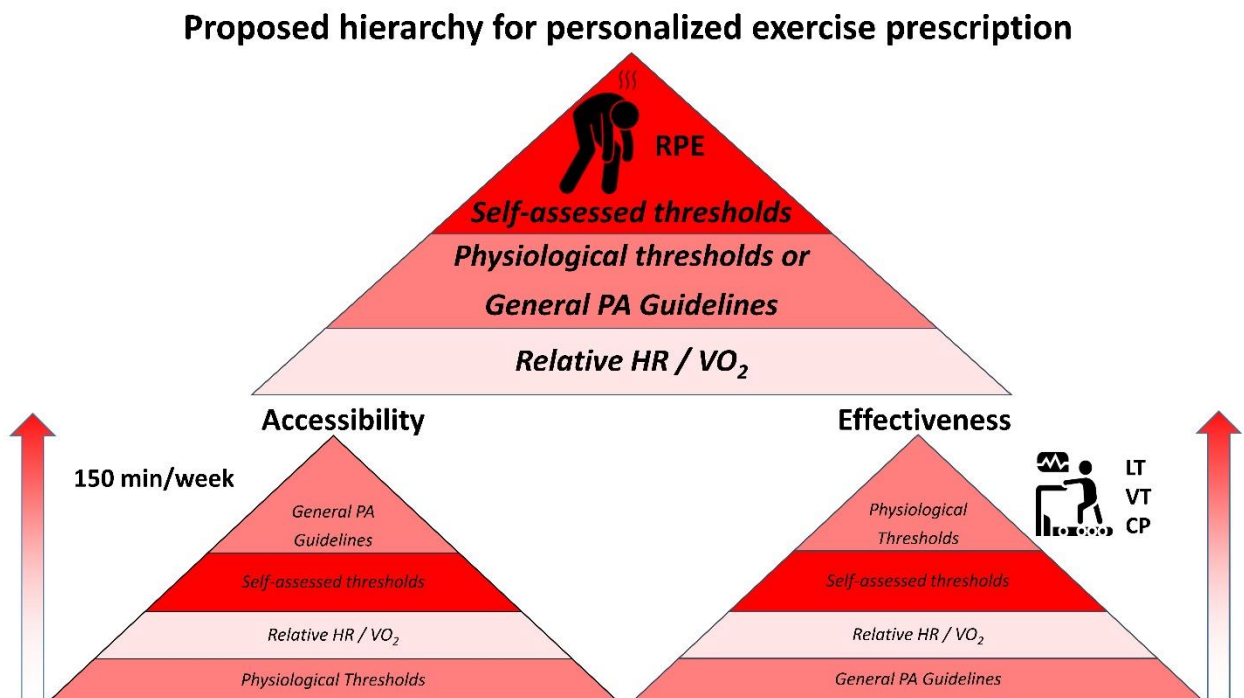 Proposed hierarchy for personalized exercise prescription
RPE
Self-assessed thresholds
Physiological thresholds or
General PA Guidelines
Relative HR / VO₂
Accessibility
150 min/week
General PA
Guidelines
Self-assessed thresholds
Relative HR / VO₂
Physiological Thresholds
Effectiveness
LT
VT
CP
Physiological
Thresholds
Self-assessed thresholds
Relative HR / VO₂
General PA Guidelines